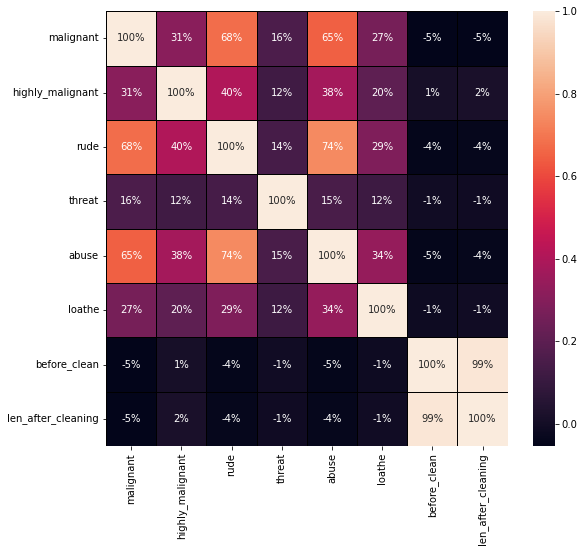 malignant 100% 31% 68% 16% 65% 27% -5% -5%
highly_malignant 31% 100% 40% 12% 38% 20% 1% 2%
rude 68% 40% 100% 14% 74% 29% -4% -4%
threat 16% 12% 14% 100% 15% 12% -1% -1%
abuse 65% 38% 74% 15% 100% 34% -5% -4%
loathe 27% 20% 29% 12% 34% 100% -1% -1%
before_clean -5% 1% -4% -1% -5% -1% 100% 99%
len_after_cleaning -5% 2% -4% -1% -4% -1% 99% 100%
malignant
highly_malignant
rude
threat
abuse
loathe
before_clean
len_after_cleaning
1.0
0.8
0.6
0.4
0.2
0.0